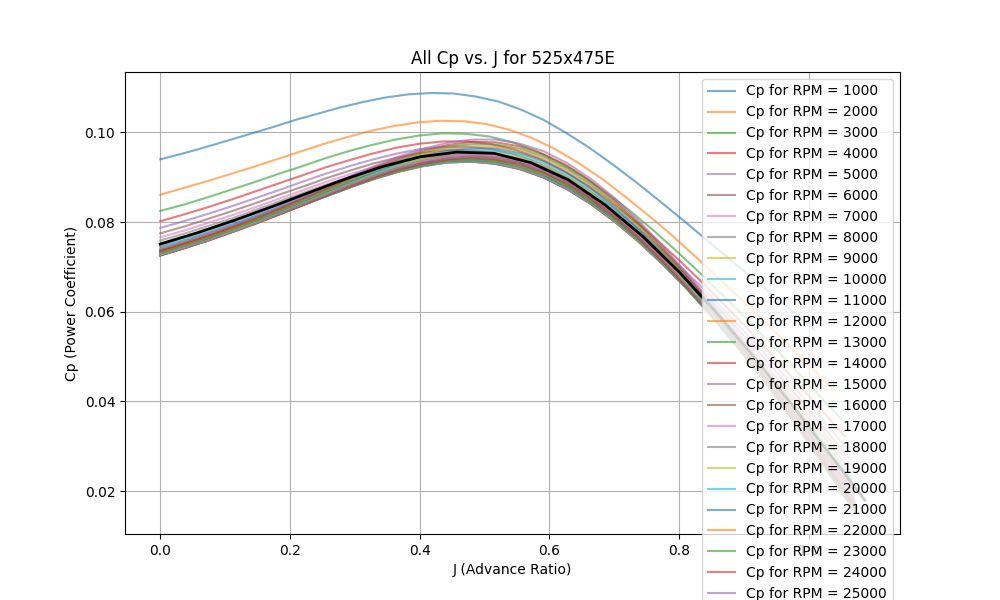 All Cp vs. J for 525x475E
Cp (Power Coefficient)
0.10
0.08
0.06
0.04
0.02
0.0 0.2 0.4 0.6 0.8
J (Advance Ratio)
Cp for RPM = 1000
Cp for RPM = 2000
Cp for RPM = 3000
Cp for RPM = 4000
Cp for RPM = 5000
Cp for RPM = 6000
Cp for RPM = 7000
Cp for RPM = 8000
Cp for RPM = 9000
Cp for RPM = 10000
Cp for RPM = 11000
Cp for RPM = 12000
Cp for RPM = 13000
Cp for RPM = 14000
Cp for RPM = 15000
Cp for RPM = 16000
Cp for RPM = 17000
Cp for RPM = 18000
Cp for RPM = 19000
Cp for RPM = 20000
Cp for RPM = 21000
Cp for RPM = 22000
Cp for RPM = 23000
Cp for RPM = 24000
Cp for RPM = 25000